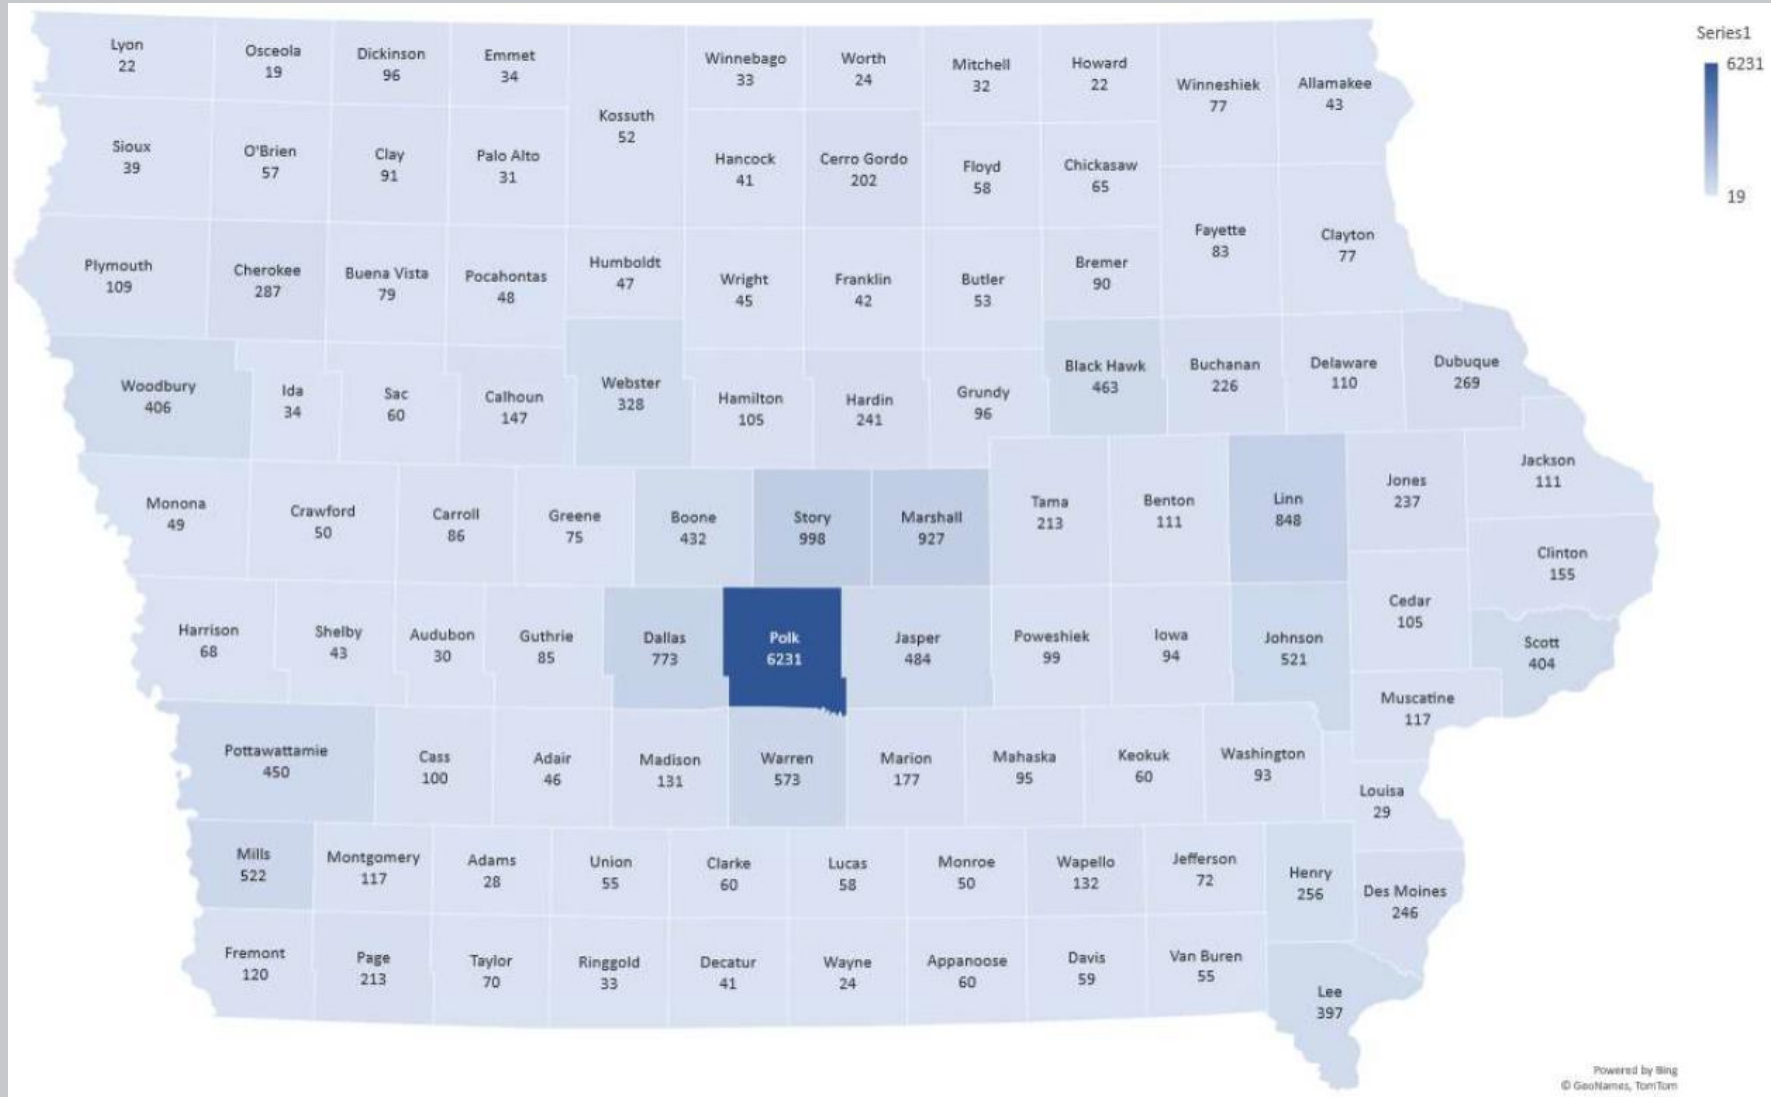 Lyon
22
Osceola
19
Dickinson
96
Emmet
34
Kossuth
52
Winnebago
33
Worth
24
Mitchell
32
Howard
22
Winneshiek
77
Allamakee
43
Series1
6231
19
Sioux
39
O'Brien
57
Clay
91
Palo Alto
31
Hancock
41
Cerro Gordo
202
Floyd
58
Chickasaw
65
Fayette
83
Clayton
77
Plymouth
109
Cherokee
287
Buena Vista
79
Pocahontas
48
Humboldt
47
Wright
45
Franklin
42
Butler
53
Bremer
90
Woodbury
406
Ida
34
Sac
60
Calhoun
147
Webster
328
Hamilton
105
Hardin
241
Grundy
96
Black Hawk
463
Buchanan
226
Delaware
110
Dubuque
269
Monona
49
Crawford
50
Carroll
86
Greene
75
Boone
432
Story
998
Marshall
927
Tama
213
Benton
111
Linn
848
Jones
237
Jackson
111
Clinton
155
Harrison
68
Shelby
43
Audubon
30
Guthrie
85
Dallas
773
Polk
6231
Jasper
484
Poweshiek
99
Iowa
94
Johnson
521
Cedar
105
Scott
404
Muscatine
117
Pottawattamie
450
Cass
100
Adair
46
Madison
131
Warren
573
Marion
177
Mahaska
95
Keokuk
60
Washington
93
Louisa
29
Mills
522
Montgomery
117
Adams
28
Union
55
Clarke
60
Lucas
58
Monroe
50
Wapello
132
Jefferson
72
Henry
256
Des Moines
246
Fremont
120
Page
213
Taylor
70
Ringgold
33
Decatur
41
Wayne
24
Appanoose
60
Davis
59
Van Buren
55
Lee
397
Powered by Bing
© GeoNames, TomTom